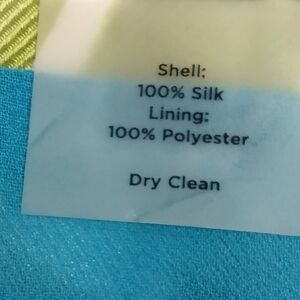 Shell:
100% Silk
Lining:
100% Polyester
Dry Clean